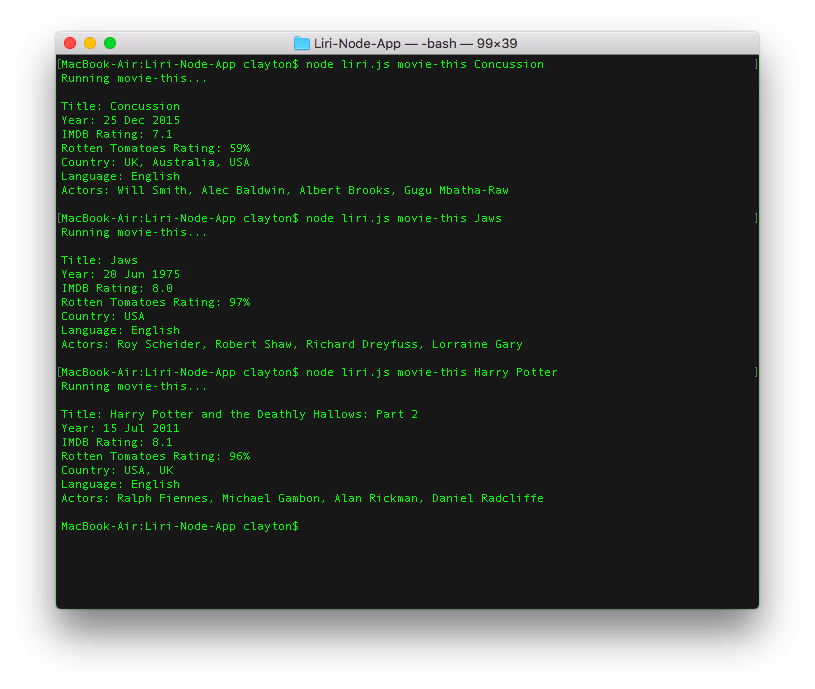 Liri-Node-App — -bash — 99×39
[MacBook-Air:Liri-Node-App clayton$ node liri.js movie-this Concussion ]
Running movie-this...
Title: Concussion
Year: 25 Dec 2015
IMDB Rating: 7.1
Rotten Tomatoes Rating: 59%
Country: UK, Australia, USA
Language: English
Actors: Will Smith, Alec Baldwin, Albert Brooks, Gugu Mbatha-Raw
[MacBook-Air:Liri-Node-App clayton$ node liri.js movie-this Jaws ]
Running movie-this...
Title: Jaws
Year: 20 Jun 1975
IMDB Rating: 8.0
Rotten Tomatoes Rating: 97%
Country: USA
Language: English
Actors: Roy Scheider, Robert Shaw, Richard Dreyfuss, Lorraine Gary
[MacBook-Air:Liri-Node-App clayton$ node liri.js movie-this Harry Potter ]
Running movie-this...
Title: Harry Potter and the Deathly Hallows: Part 2
Year: 15 Jul 2011
IMDB Rating: 8.1
Rotten Tomatoes Rating: 96%
Country: USA, UK
Language: English
Actors: Ralph Fiennes, Michael Gambon, Alan Rickman, Daniel Radcliffe
MacBook-Air:Liri-Node-App clayton$